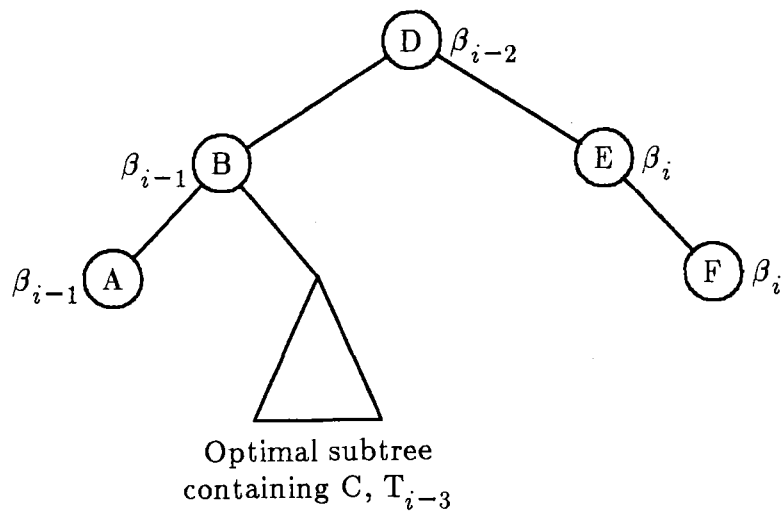 D β_{i-2}
β_{i-1} B
E β_i
β_{i-1} A
F β_i
Optimal subtree
containing C, T_{i-3}